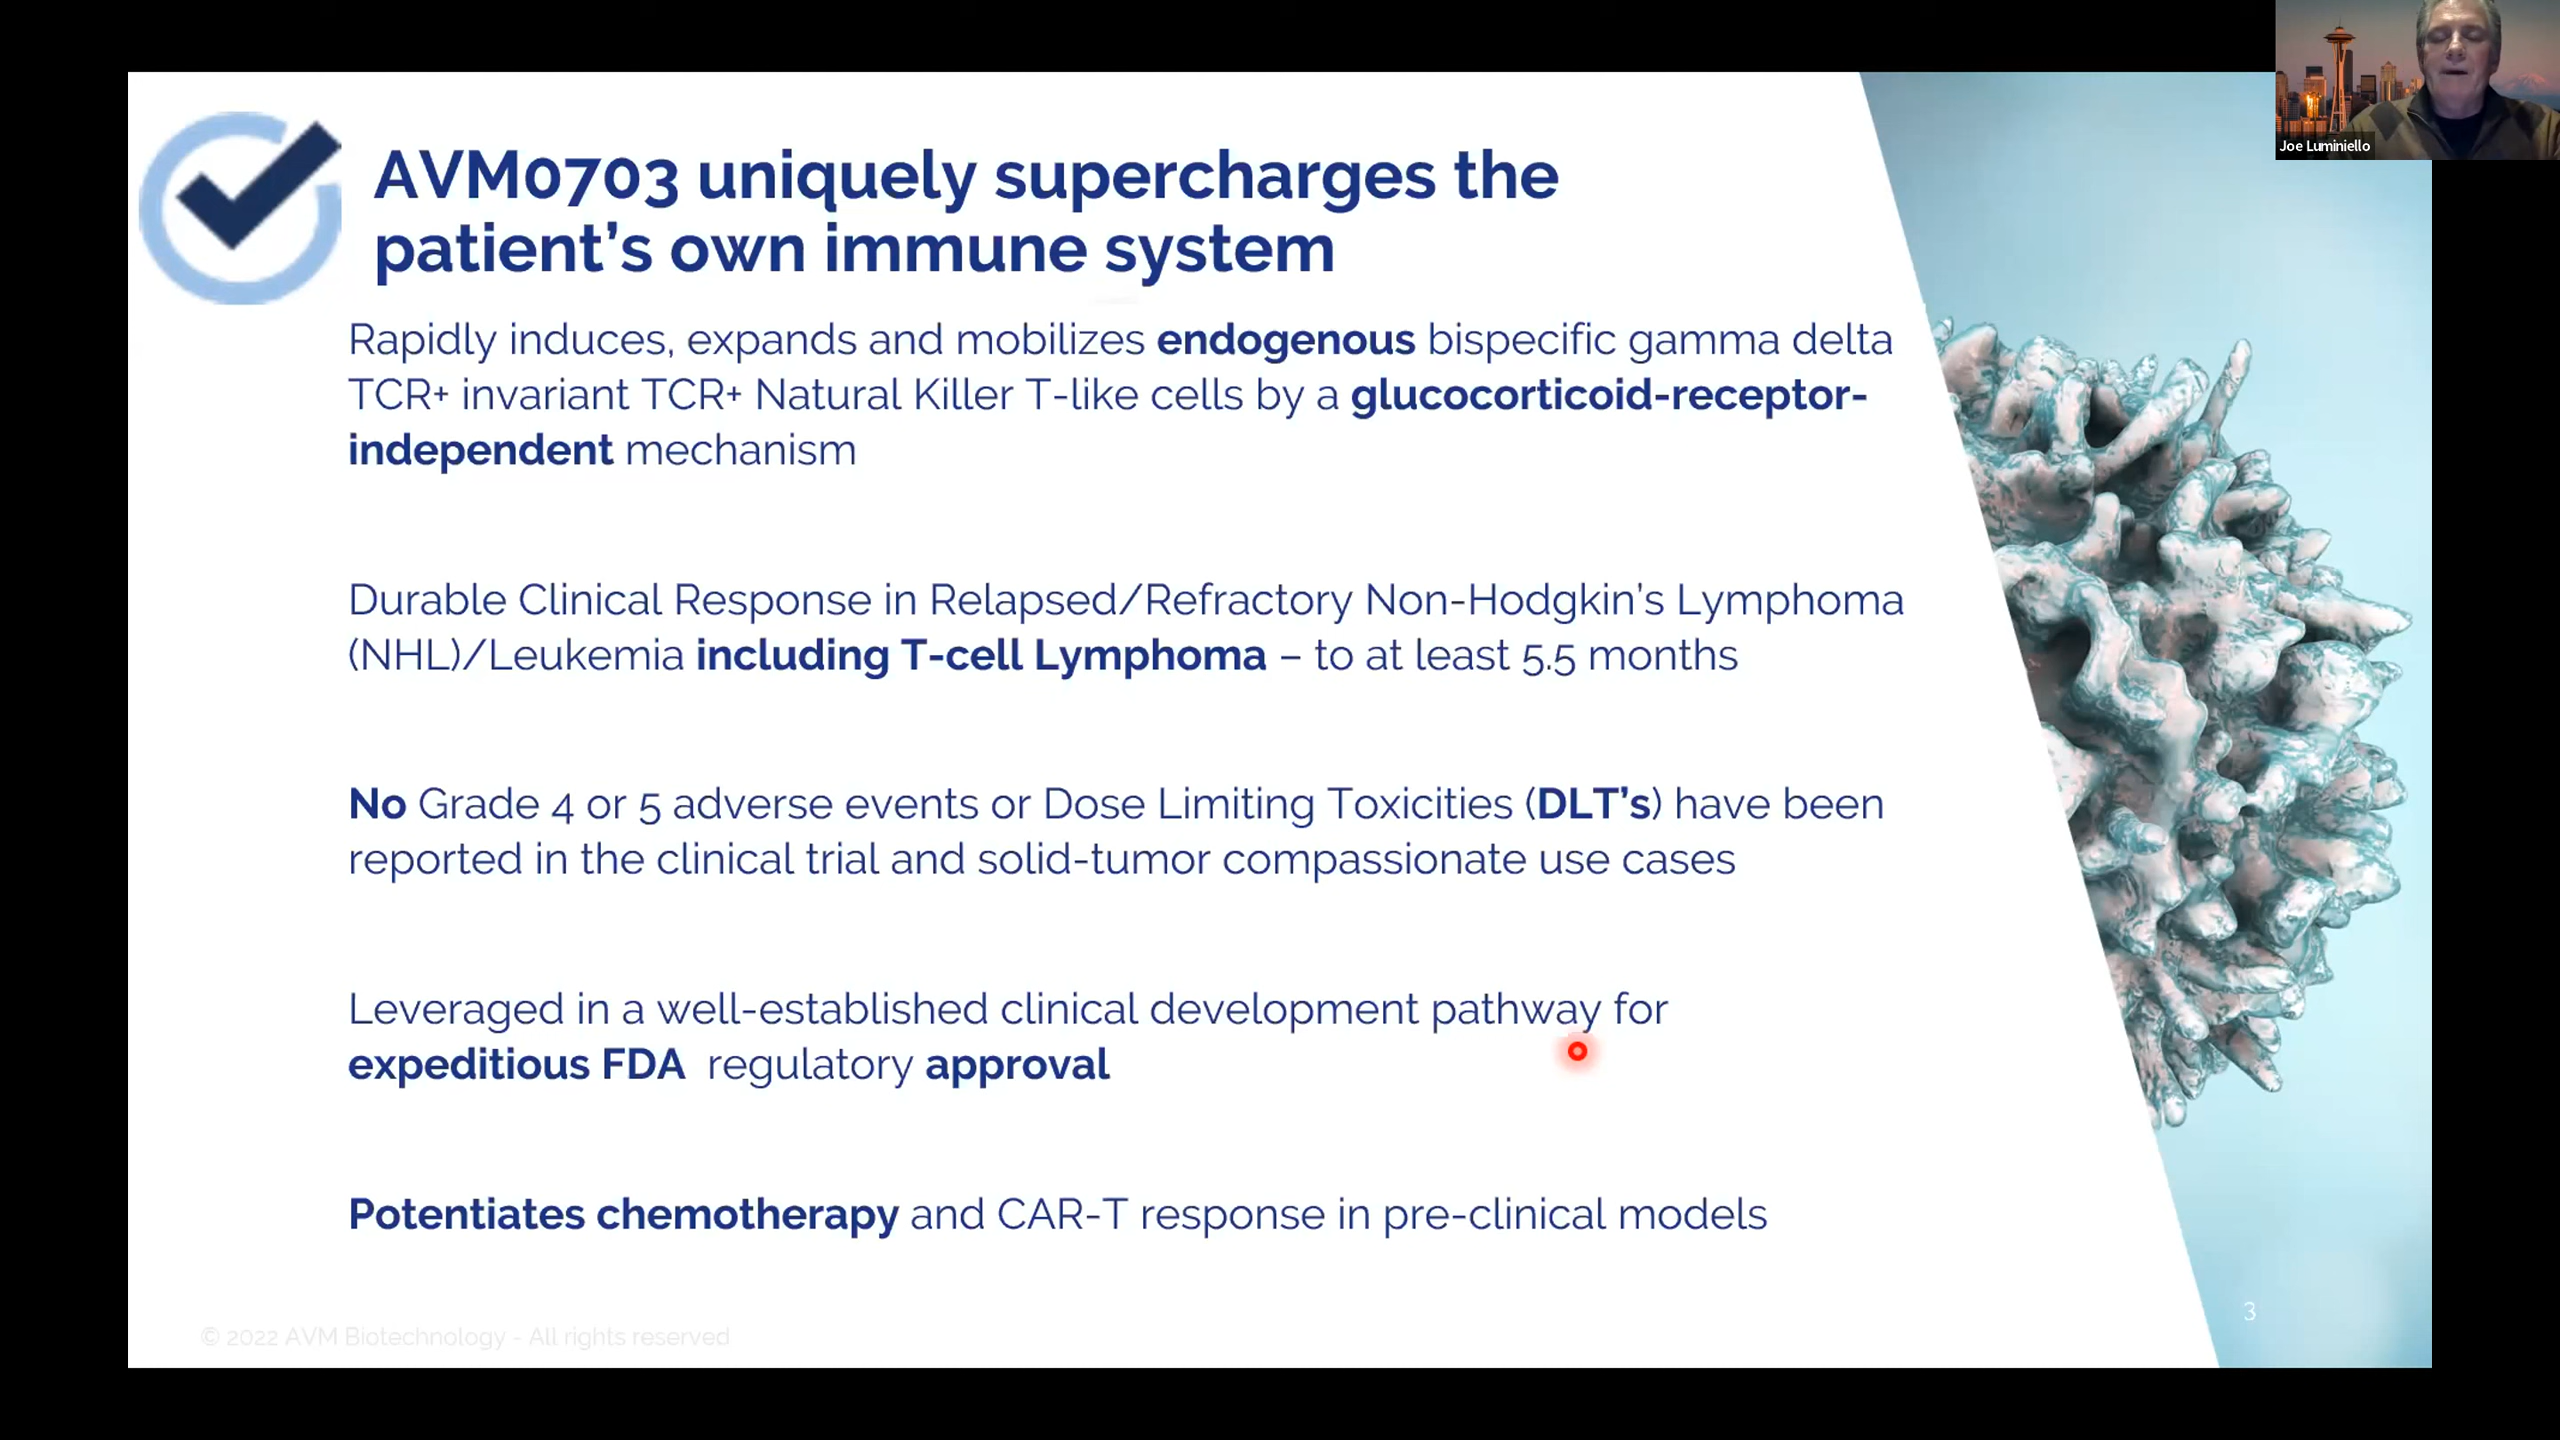 Joe Luminiello
AVM0703 uniquely supercharges the
patient’s own immune system
Rapidly induces, expands and mobilizes endogenous bispecific gamma delta
TCR+ invariant TCR+ Natural Killer T-like cells by a glucocorticoid-receptor-
independent mechanism
Durable Clinical Response in Relapsed/Refractory Non-Hodgkin’s Lymphoma
(NHL)/Leukemia including T-cell Lymphoma – to at least 5.5 months
No Grade 4 or 5 adverse events or Dose Limiting Toxicities (DLT’s) have been
reported in the clinical trial and solid-tumor compassionate use cases
Leveraged in a well-established clinical development pathway for
expeditious FDA  regulatory approval
Potentiates chemotherapy and CAR-T response in pre-clinical models
© 2022 AVM Biotechnology - All rights reserved
3